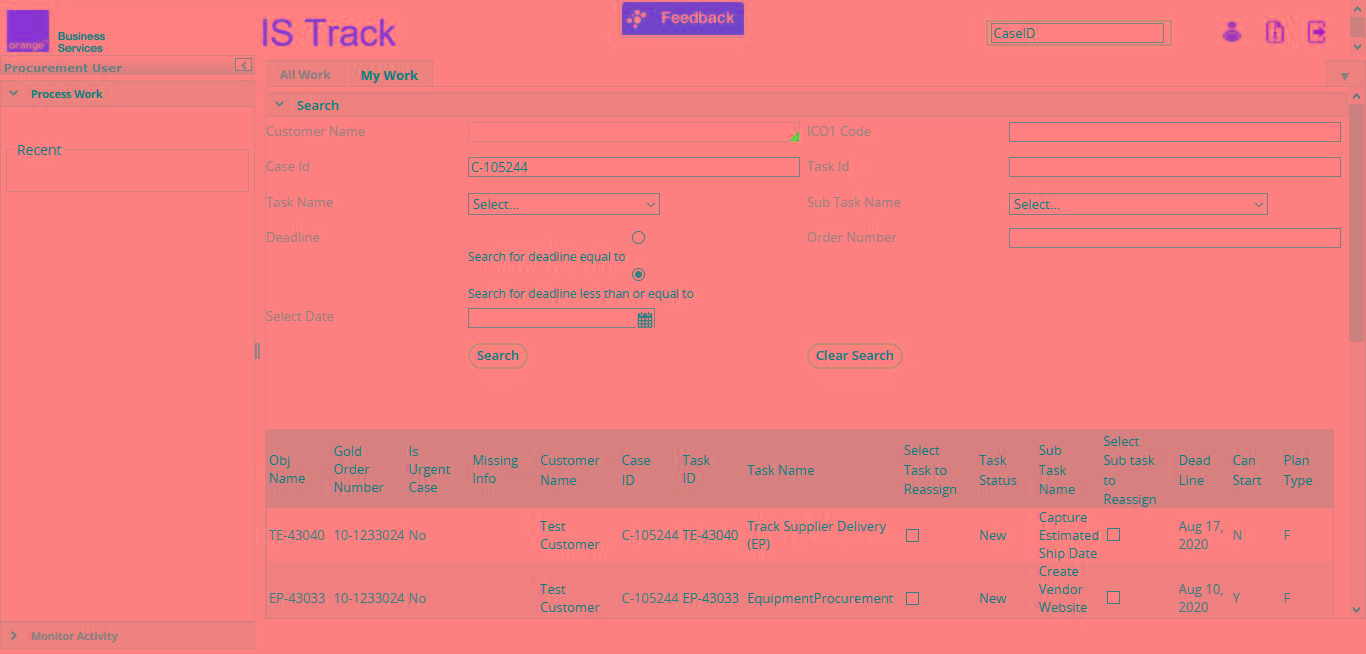 orange™
Business
Services
IS Track
Feedback
CaseID
Procurement User
Process Work
Recent
Monitor Activity
All Work
My Work
Search
Customer Name
ICO1 Code
Case Id
C-105244
Task Id
Task Name
Select...
Sub Task Name
Select...
Deadline
Order Number
Search for deadline equal to
Search for deadline less than or equal to
Select Date
Search
Clear Search
Obj
Name
Gold
Order
Number
Is
Urgent
Case
Missing
Info
Customer
Name
Case
ID
Task
ID
Task Name
Select
Task to
Reassign
Task
Status
Sub
Task
Name
Select
Sub task
to
Reassign
Dead
Line
Can
Start
Plan
Type
TE-43040
10-1233024
No
Test
Customer
C-105244
TE-43040
Track Supplier Delivery
(EP)
New
Capture
Estimated
Ship Date
Aug 17,
2020
N
F
EP-43033
10-1233024
No
Test
Customer
C-105244
EP-43033
EquipmentProcurement
New
Create
Vendor
Website
Aug 10,
2020
Y
F